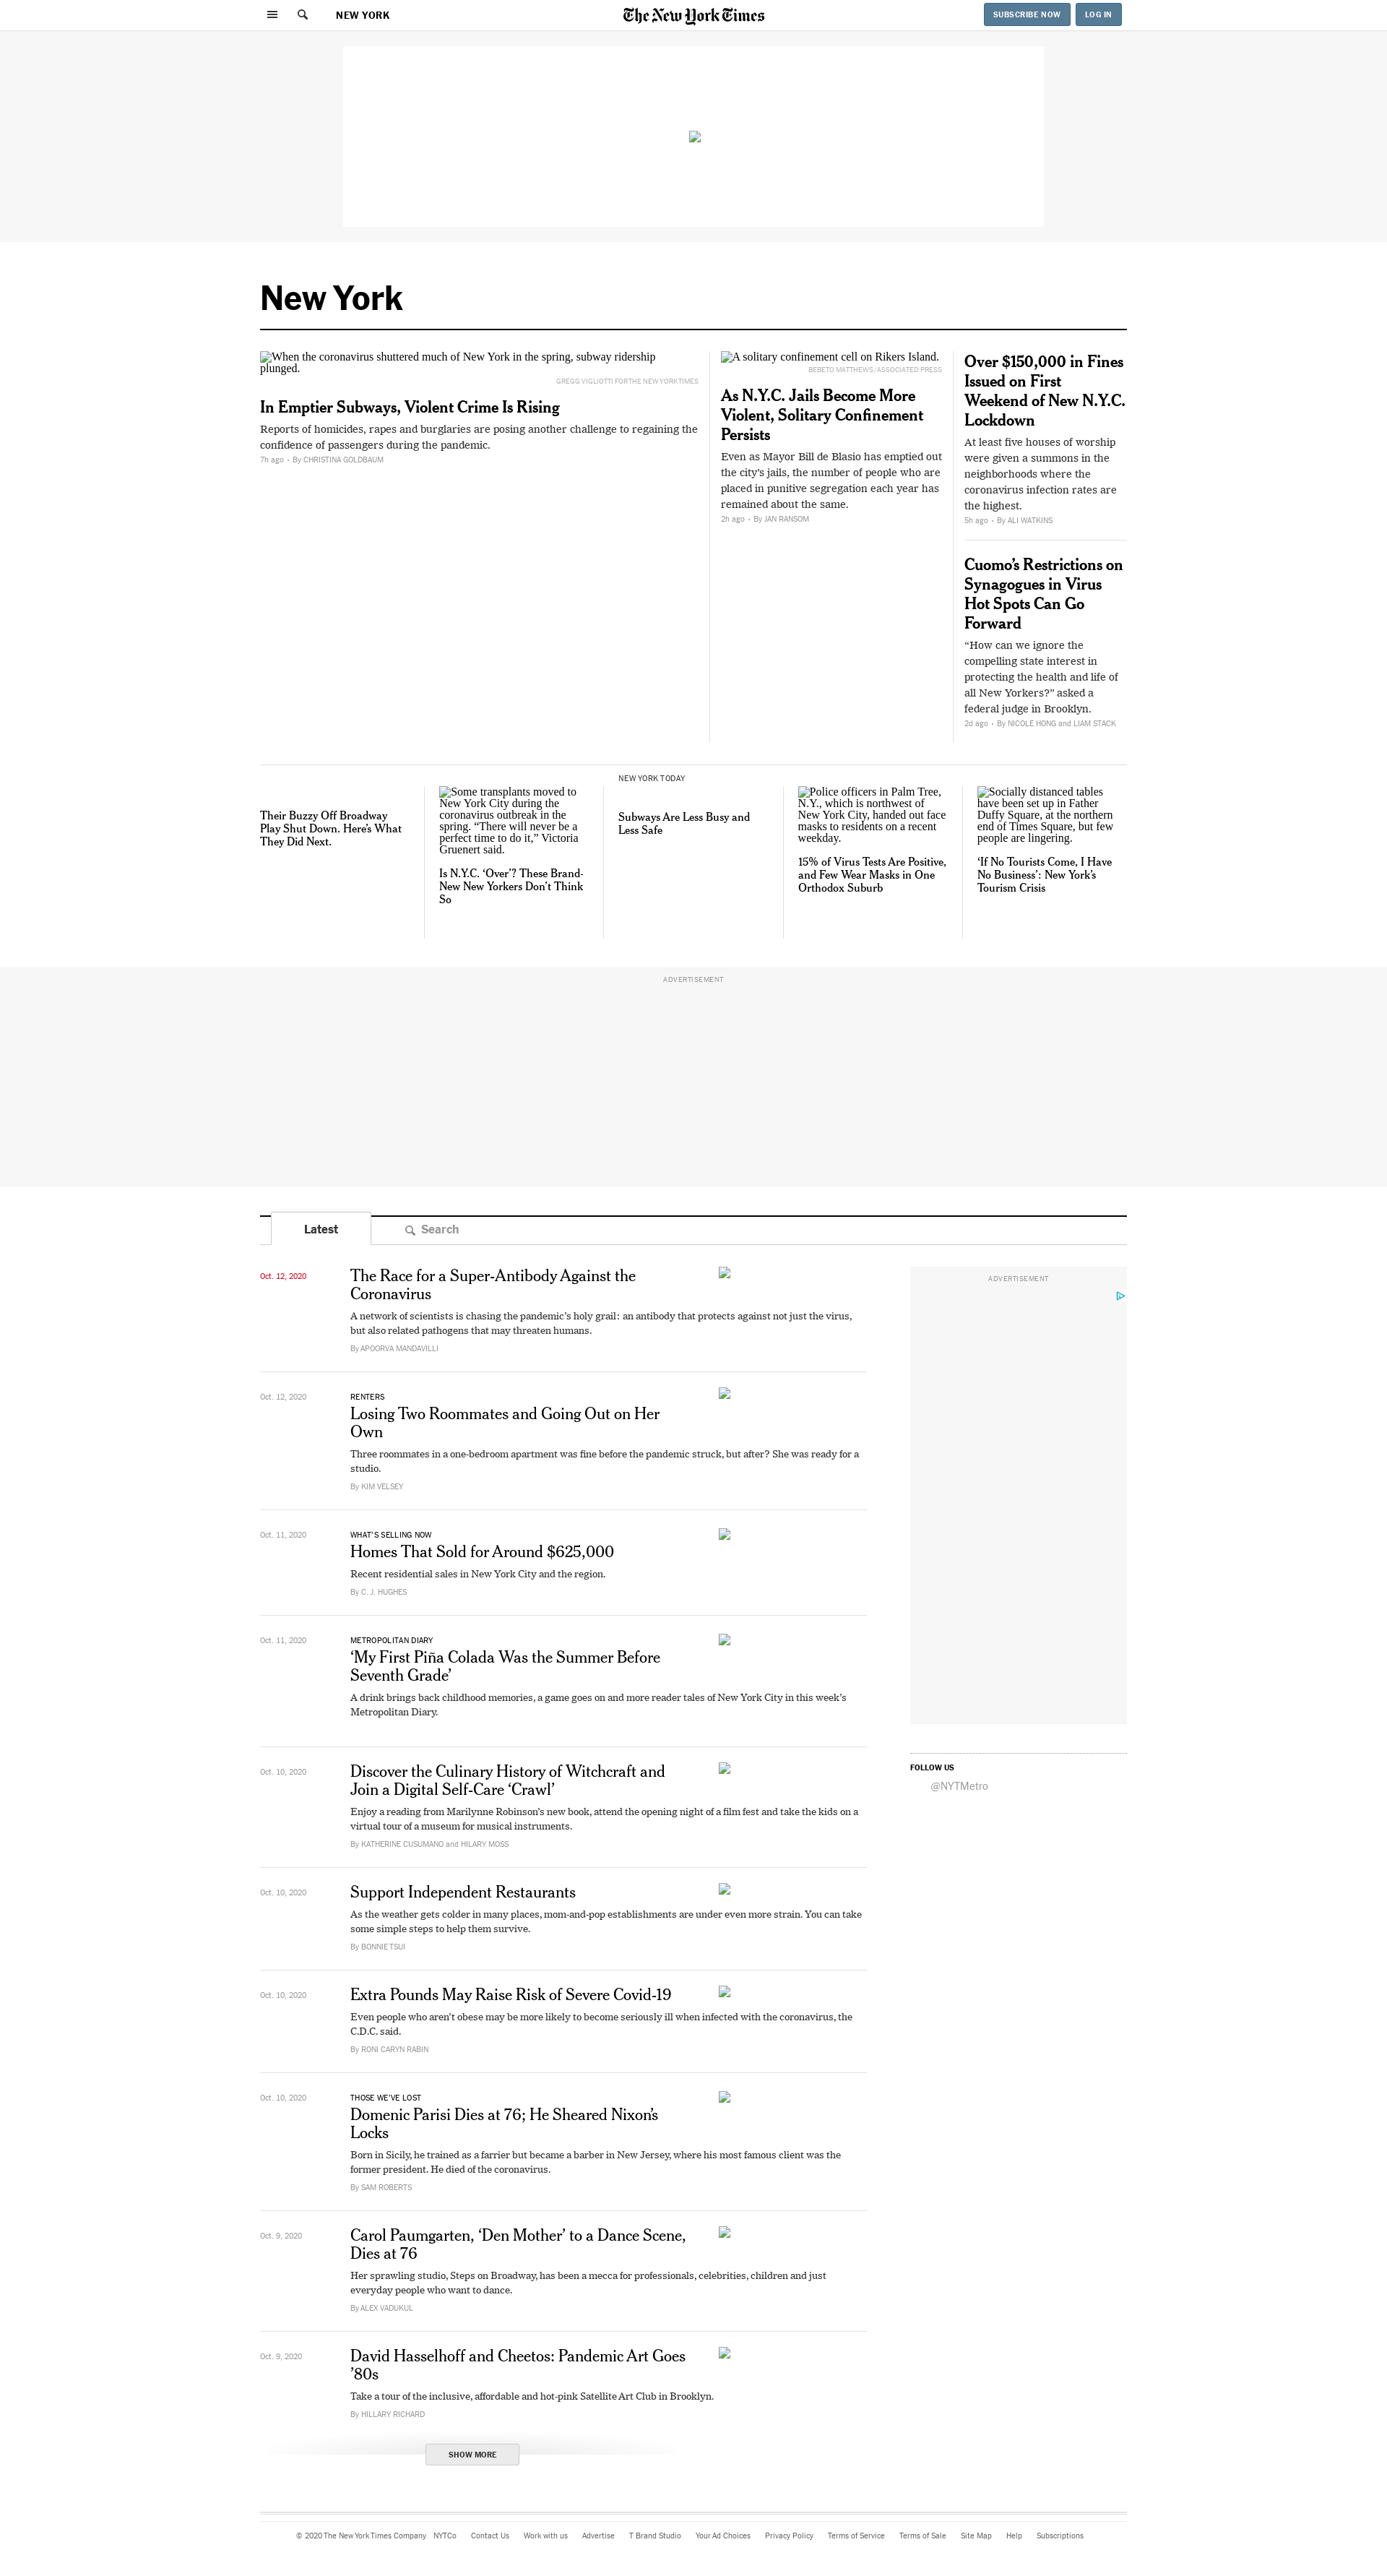 NEW YORK
The New York Times
SUBSCRIBE NOW
LOG IN
New York
When the coronavirus shuttered much of New York in the spring, subway ridership
plunged.
GREGG VIGLIOTTI FOR THE NEW YORK TIMES
In Emptier Subways, Violent Crime Is Rising
Reports of homicides, rapes and burglaries are posing another challenge to regaining the
confidence of passengers during the pandemic.
7h ago • By CHRISTINA GOLDBAUM
A solitary confinement cell on Rikers Island.
BEBETO MATTHEWS/ASSOCIATED PRESS
As N.Y.C. Jails Become More
Violent, Solitary Confinement
Persists
Even as Mayor Bill de Blasio has emptied out
the city’s jails, the number of people who are
placed in punitive segregation each year has
remained about the same.
2h ago • By JAN RANSOM
Over $150,000 in Fines
Issued on First
Weekend of New N.Y.C.
Lockdown
At least five houses of worship
were given a summons in the
neighborhoods where the
coronavirus infection rates are
the highest.
5h ago • By ALI WATKINS
Cuomo’s Restrictions on
Synagogues in Virus
Hot Spots Can Go
Forward
“How can we ignore the
compelling state interest in
protecting the health and life of
all New Yorkers?” asked a
federal judge in Brooklyn.
2d ago • By NICOLE HONG and LIAM STACK
Their Buzzy Off Broadway
Play Shut Down. Here’s What
They Did Next.
Some transplants moved to
New York City during the
coronavirus outbreak in the
spring. “There will never be a
perfect time to do it,” Victoria
Gruenert said.
Is N.Y.C. ‘Over’? These Brand-
New New Yorkers Don’t Think
So
NEW YORK TODAY
Subways Are Less Busy and
Less Safe
Police officers in Palm Tree,
N.Y., which is northwest of
New York City, handed out face
masks to residents on a recent
weekday.
15% of Virus Tests Are Positive,
and Few Wear Masks in One
Orthodox Suburb
Socially distanced tables
have been set up in Father
Duffy Square, at the northern
end of Times Square, but few
people are lingering.
‘If No Tourists Come, I Have
No Business’: New York’s
Tourism Crisis
ADVERTISEMENT
Latest
Search
Oct. 12, 2020
The Race for a Super-Antibody Against the
Coronavirus
A network of scientists is chasing the pandemic’s holy grail: an antibody that protects against not just the virus,
but also related pathogens that may threaten humans.
By APOORVA MANDAVILLI
ADVERTISEMENT
Oct. 12, 2020
RENTERS
Losing Two Roommates and Going Out on Her
Own
Three roommates in a one-bedroom apartment was fine before the pandemic struck, but after? She was ready for a
studio.
By KIM VELSEY
Oct. 11, 2020
WHAT’S SELLING NOW
Homes That Sold for Around $625,000
Recent residential sales in New York City and the region.
By C. J. HUGHES
Oct. 11, 2020
METROPOLITAN DIARY
‘My First Piña Colada Was the Summer Before
Seventh Grade’
A drink brings back childhood memories, a game goes on and more reader tales of New York City in this week’s
Metropolitan Diary.
Oct. 10, 2020
Discover the Culinary History of Witchcraft and
Join a Digital Self-Care ‘Crawl’
Enjoy a reading from Marilynne Robinson’s new book, attend the opening night of a film fest and take the kids on a
virtual tour of a museum for musical instruments.
By KATHERINE CUSUMANO and HILARY MOSS
FOLLOW US
@NYTMetro
Oct. 10, 2020
Support Independent Restaurants
As the weather gets colder in many places, mom-and-pop establishments are under even more strain. You can take
some simple steps to help them survive.
By BONNIE TSUI
Oct. 10, 2020
Extra Pounds May Raise Risk of Severe Covid-19
Even people who aren’t obese may be more likely to become seriously ill when infected with the coronavirus, the
C.D.C. said.
By RONI CARYN RABIN
Oct. 10, 2020
THOSE WE’VE LOST
Domenic Parisi Dies at 76; He Sheared Nixon’s
Locks
Born in Sicily, he trained as a farrier but became a barber in New Jersey, where his most famous client was the
former president. He died of the coronavirus.
By SAM ROBERTS
Oct. 9, 2020
Carol Paumgarten, ‘Den Mother’ to a Dance Scene,
Dies at 76
Her sprawling studio, Steps on Broadway, has been a mecca for professionals, celebrities, children and just
everyday people who want to dance.
By ALEX VADUKUL
Oct. 9, 2020
David Hasselhoff and Cheetos: Pandemic Art Goes
’80s
Take a tour of the inclusive, affordable and hot-pink Satellite Art Club in Brooklyn.
By HILLARY RICHARD
SHOW MORE
© 2020 The New York Times Company NYTCo Contact Us Work with us Advertise T Brand Studio Your Ad Choices Privacy Policy Terms of Service Terms of Sale Site Map Help Subscriptions